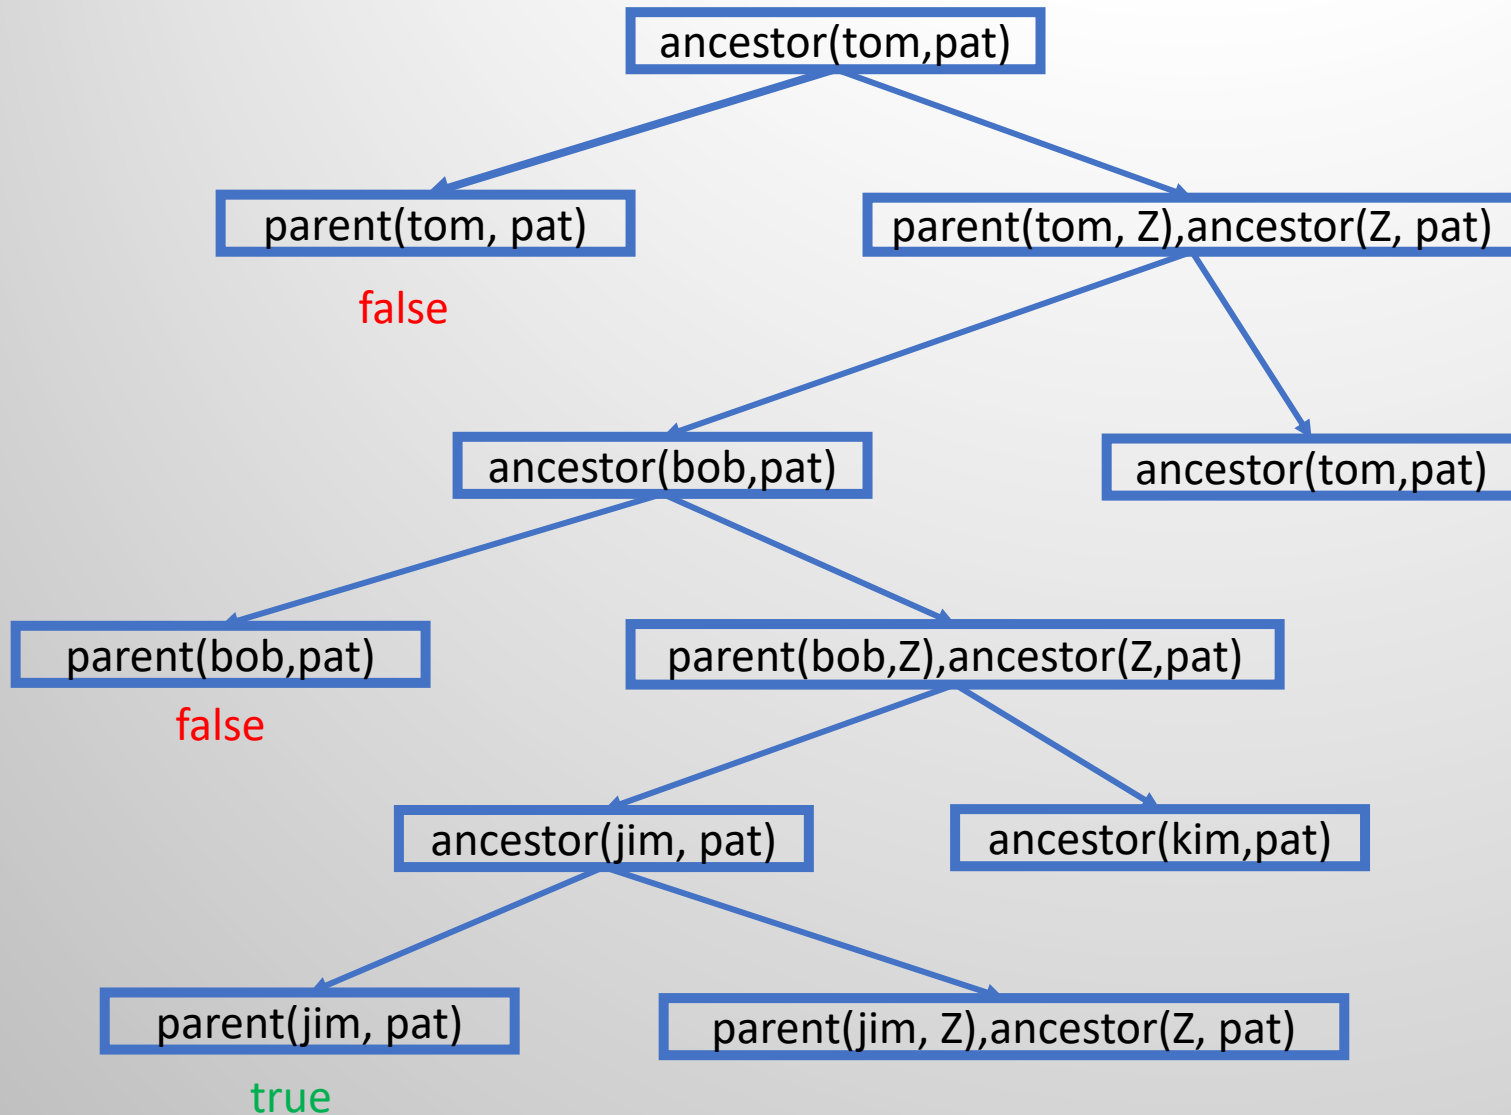 ancestor(tom,pat)
parent(tom, pat)
parent(tom, Z),ancestor(Z, pat)
false
ancestor(bob,pat)
ancestor(tom,pat)
parent(bob,pat)
parent(bob,Z),ancestor(Z,pat)
false
ancestor(jim, pat)
ancestor(kim,pat)
parent(jim, pat)
parent(jim, Z),ancestor(Z, pat)
true